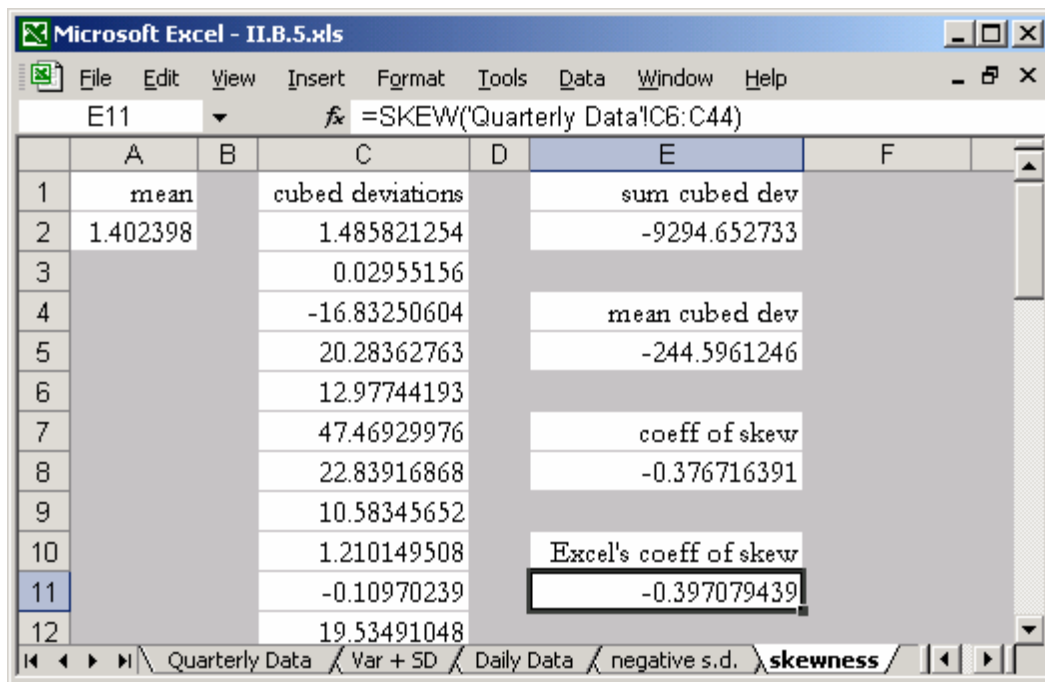 Microsoft Excel - II.B.5.xls
File Edit View Insert Format Tools Data Window Help
E11 fx =SKEW('Quarterly Data'!C6:C44)
A B C D E F
1 mean cubed deviations sum cubed dev
2 1.402398 1.485821254 -9294.652733
3 0.02955156
4 -16.83250604 mean cubed dev
5 20.28362763 -244.5961246
6 12.97744193
7 47.46929976 coeff of skew
8 22.83916868 -0.376716391
9 10.58345652
10 1.210149508 Excel's coeff of skew
11 -0.10970239 -0.397079439
12 19.53491048
Quarterly Data Var + SD Daily Data negative s.d. skewness